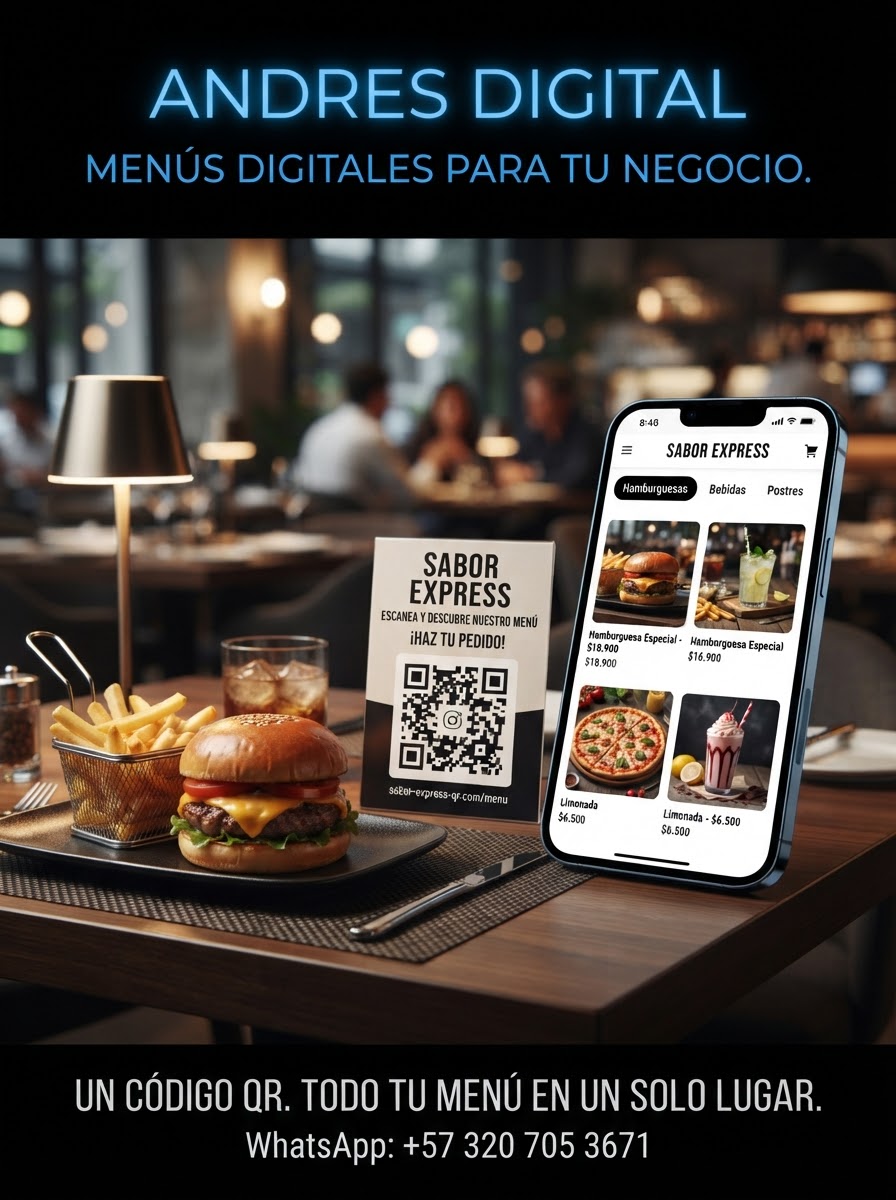 ANDRES DIGITAL
MENÚS DIGITALES PARA TU NEGOCIO.
SABOR
EXPRESS
ESCANEA Y DESCUBRE NUESTRO MENÚ
¡HAZ TU PEDIDO!
8:46
SABOR EXPRESS
Hamburguesas Bebidas Postres
Hamburguesa Especial -
$18.900
$18.900
Especial
$16.900
Limonada
$6.500
Limonada - $6.500
$6.500
UN CÓDIGO QR. TODO TU MENÚ EN UN SOLO LUGAR.
WhatsApp: +57 320 705 3671